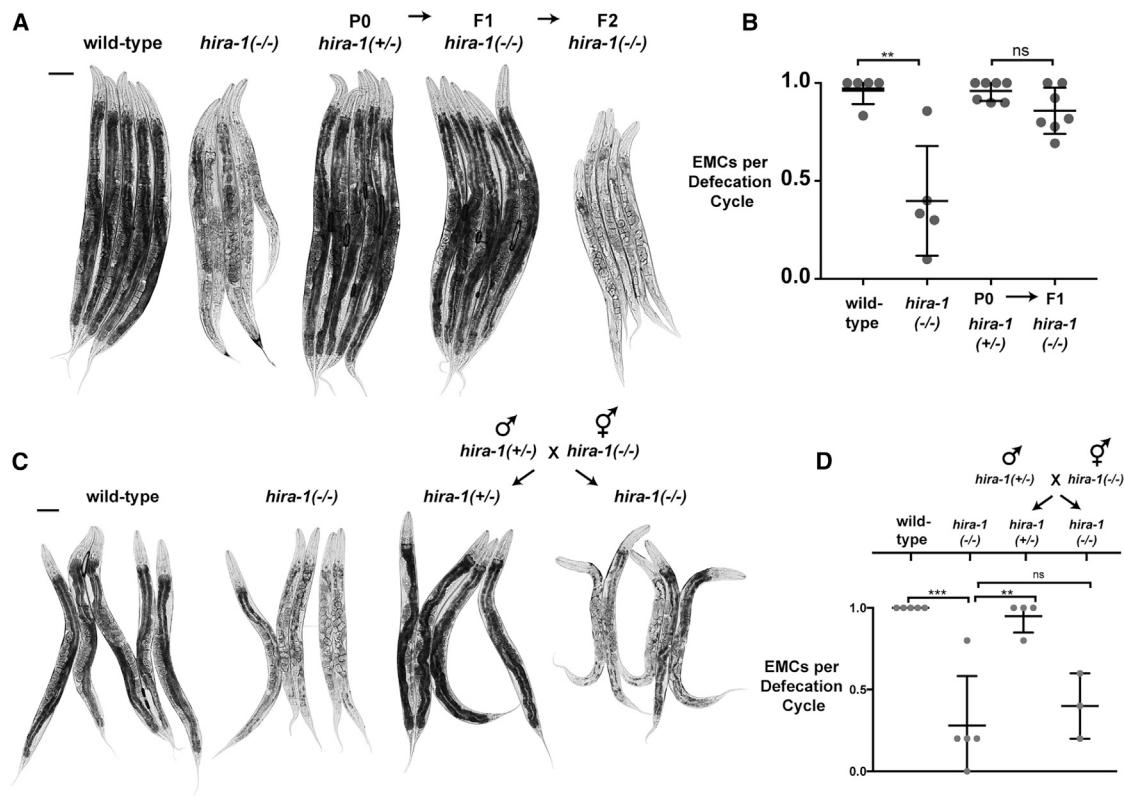 A
P0 → F1 → F2
wild-type hira-1(-/-) hira-1(+/-) hira-1(-/-) hira-1(-/-)
B
** ns
1.0
EMCs per
Defecation
Cycle
0.5
0.0
wild-
type
hira-1
(-/-)
P0 → F1
hira-1
(+/-)
hira-1
(-/-)
C
♂ ⚥
hira-1(+/-) X hira-1(-/-)
wild-type hira-1(-/-) hira-1(+/-) hira-1(-/-)
D
♂ ⚥
hira-1(+/-) X hira-1(-/-)
wild-
type
hira-1
(-/-)
hira-1
(+/-)
hira-1
(-/-)
ns
*** **
1.0
EMCs per
Defecation
Cycle
0.5
0.0